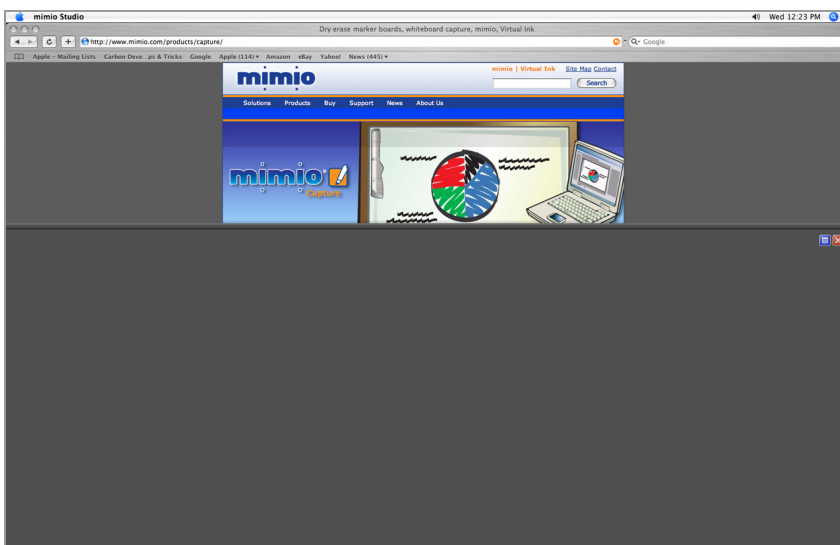 mimio Studio
Wed 12:23 PM
Dry erase marker boards, whiteboard capture, mimio, Virtual Ink
http://www.mimio.com/products/capture/
Google
Apple - Mailing Lists Carbon Deve...ps & Tricks Google Apple (114) Amazon eBay Yahoo! News (445)
mimio
mimio | Virtual Ink Site Map Contact
Search
Solutions Products Buy Support News About Us
mimio
Capture